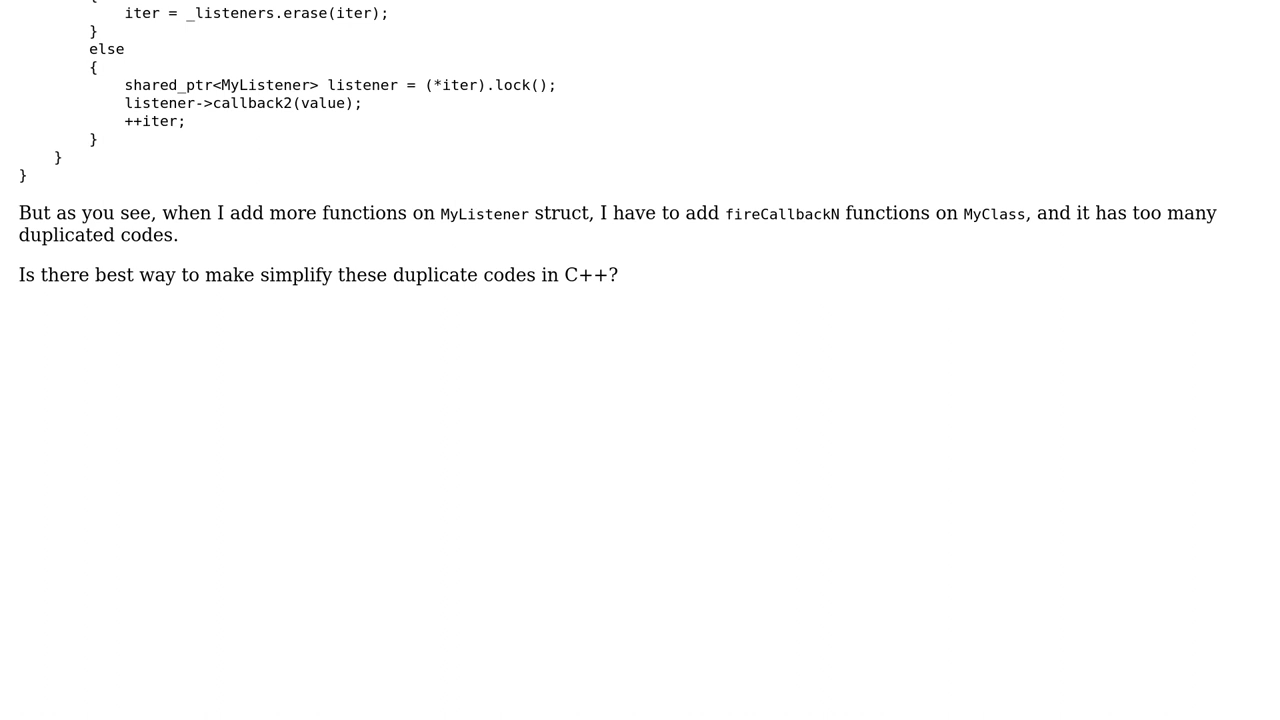 {
            iter = _listeners.erase(iter);
        }
        else
        {
            shared_ptr<MyListener> listener = (*iter).lock();
            listener->callback2(value);
            ++iter;
        }
    }
}
But as you see, when I add more functions on MyListener struct, I have to add fireCallbackN functions on MyClass, and it has too many
duplicated codes.
Is there best way to make simplify these duplicate codes in C++?